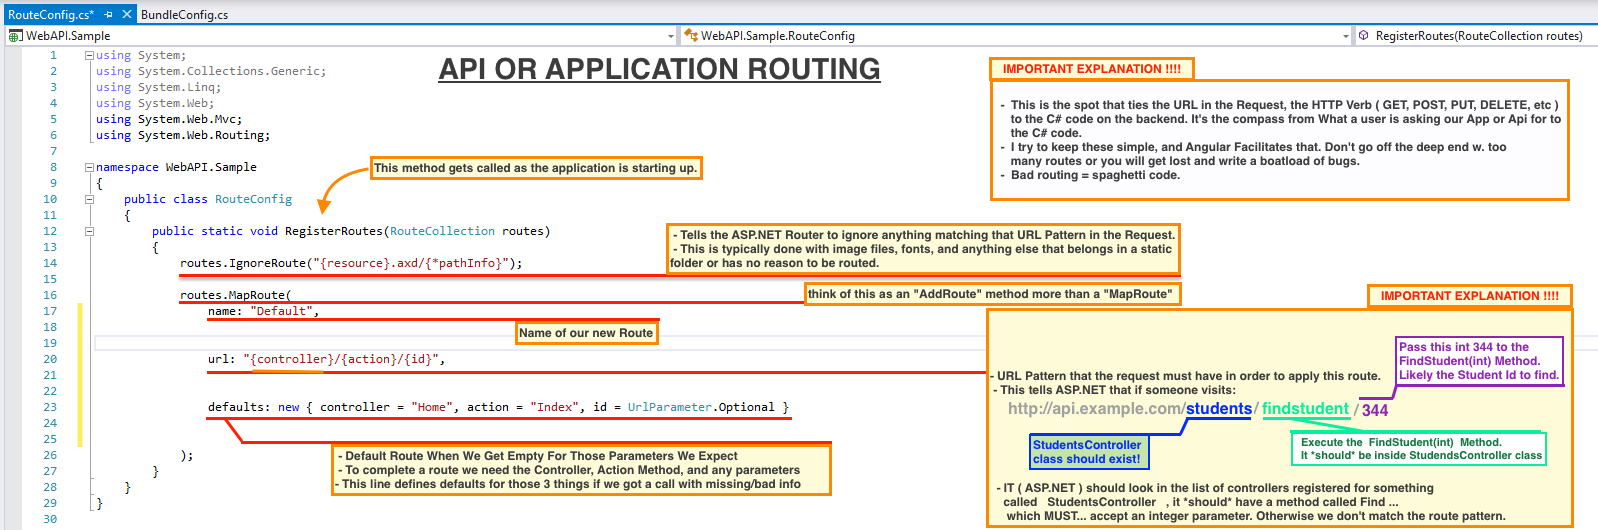 RouteConfig.cs*
BundleConfig.cs
WebAPI.Sample
WebAPI.Sample.RouteConfig
RegisterRoutes(RouteCollection routes)
API OR APPLICATION ROUTING
1 using System;
2 using System.Collections.Generic;
3 using System.Linq;
4 using System.Web;
5 using System.Web.Mvc;
6 using System.Web.Routing;
7
8 namespace WebAPI.Sample
9 {
10 public class RouteConfig
11 {
12 public static void RegisterRoutes(RouteCollection routes)
13 {
14 routes.IgnoreRoute("{resource}.axd/{*pathInfo}");
15
16 routes.MapRoute(
17 name: "Default",
18
19
20 url: "{controller}/{action}/{id}",
21
22
23 defaults: new { controller = "Home", action = "Index", id = UrlParameter.Optional }
24
25
26 );
27 }
28 }
29 }
30
IMPORTANT EXPLANATION !!!!
- This is the spot that ties the URL in the Request, the HTTP Verb ( GET, POST, PUT, DELETE, etc )
to the C# code on the backend. It's the compass from What a user is asking our App or Api for to
the C# code.
- I try to keep these simple, and Angular Facilitates that. Don't go off the deep end w. too
many routes or you will get lost and write a boatload of bugs.
- Bad routing = spaghetti code.
This method gets called as the application is starting up.
- Tells the ASP.NET Router to ignore anything matching that URL Pattern in the Request.
- This is typically done with image files, fonts, and anything else that belongs in a static
folder or has no reason to be routed.
think of this as an "AddRoute" method more than a "MapRoute"
Name of our new Route
- Default Route When We Get Empty For Those Parameters We Expect
- To complete a route we need the Controller, Action Method, and any parameters
- This line defines defaults for those 3 things if we got a call with missing/bad info
IMPORTANT EXPLANATION !!!!
Pass this int 344 to the
FindStudent(int) Method.
Likely the Student Id to find.
- URL Pattern that the request must have in order to apply this route.
- This tells ASP.NET that if someone visits:
http://api.example.com/students/ findstudent / 344
StudentsController
class should exist!
Execute the FindStudent(int) Method.
It *should* be inside StudendsController class
- IT ( ASP.NET ) should look in the list of controllers registered for something
called StudentsController , it *should* have a method called Find ...
which MUST... accept an integer parameter. Otherwise we don't match the route pattern.